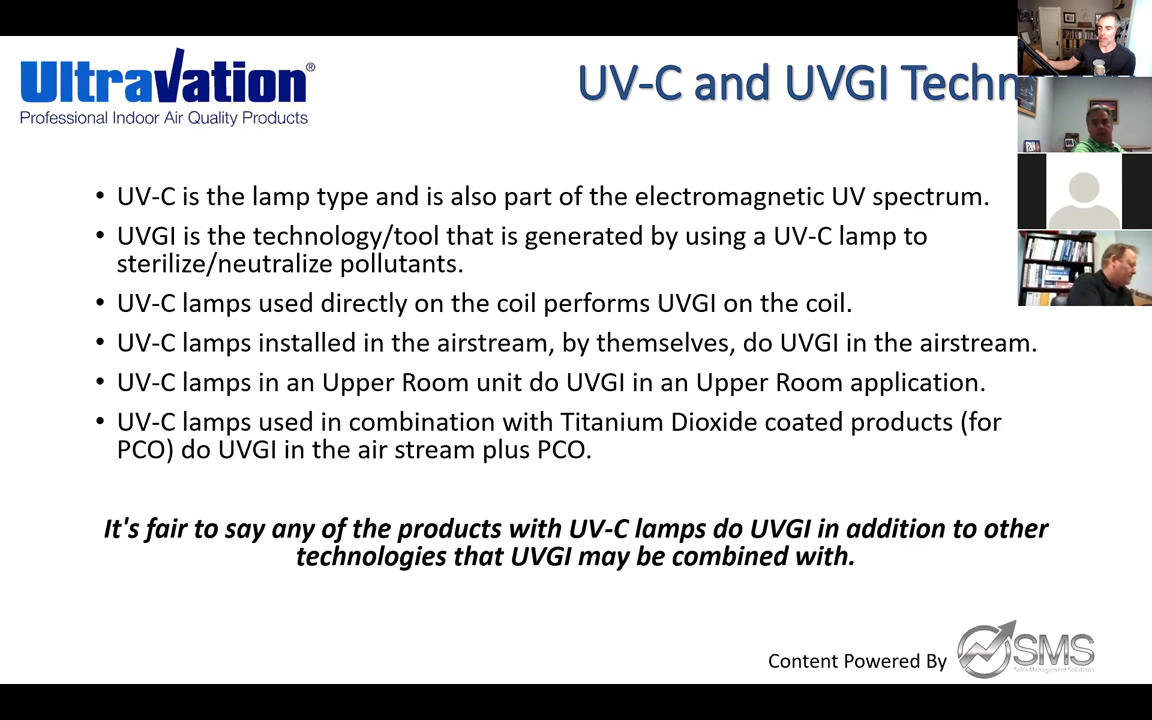 Ultravation®
Professional Indoor Air Quality Products
UV-C and UVGI Techn
• UV-C is the lamp type and is also part of the electromagnetic UV spectrum.
• UVGI is the technology/tool that is generated by using a UV-C lamp to
sterilize/neutralize pollutants.
• UV-C lamps used directly on the coil performs UVGI on the coil.
• UV-C lamps installed in the airstream, by themselves, do UVGI in the airstream.
• UV-C lamps in an Upper Room unit do UVGI in an Upper Room application.
• UV-C lamps used in combination with Titanium Dioxide coated products (for
PCO) do UVGI in the air stream plus PCO.
It's fair to say any of the products with UV-C lamps do UVGI in addition to other
technologies that UVGI may be combined with.
Content Powered By
SMS
Sales Management Solutions